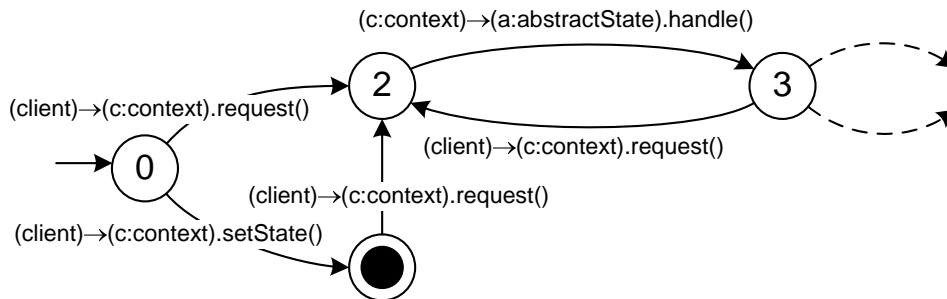 (c:context)→(a:abstractState).handle()
2
3
(client)→(c:context).request()
(client)→(c:context).request()
0
(client)→(c:context).request()
(client)→(c:context).setState()